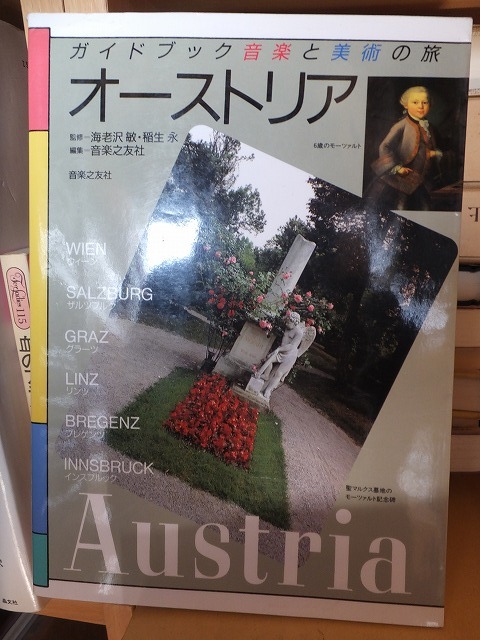 ガイドブック音楽と美術の旅
オーストリア
監修―海老沢 敏・稲生 永
編集―音楽之友社
音楽之友社
6歳のモーツァルト
WIEN
ウィーン
SALZBURG
ザルツブルク
GRAZ
グラーツ
LINZ
リンツ
BREGENZ
ブレゲンツ
INNSBRUCK
インスブルック
聖マルクス墓地の
モーツァルト記念碑
Austria
115
晶文社